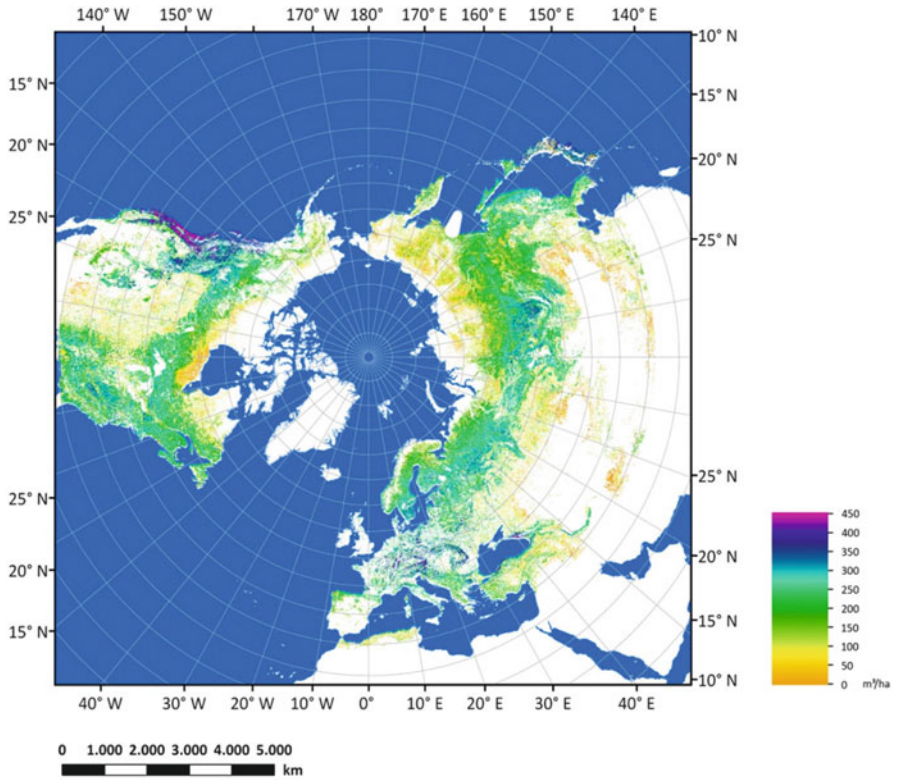 140° W 150° W 170° W 180° 170° E 160° E 150° E 140° E
10° N
15° N 15° N
20° N 20° N
25° N 25° N
25° N 25° N
20° N 20° N
15° N 15° N
10° N
40° W 30° W 20° W 10° W 0° 10° E 20° E 30° E 40° E
450
400
350
300
250
200
150
100
50
0 m³/ha
0 1.000 2.000 3.000 4.000 5.000
km